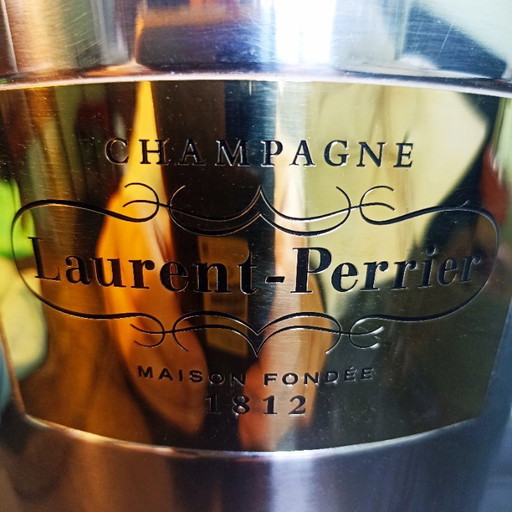 CHAMPAGNE
Laurent-Perrier
MAISON FONDÉE
1812